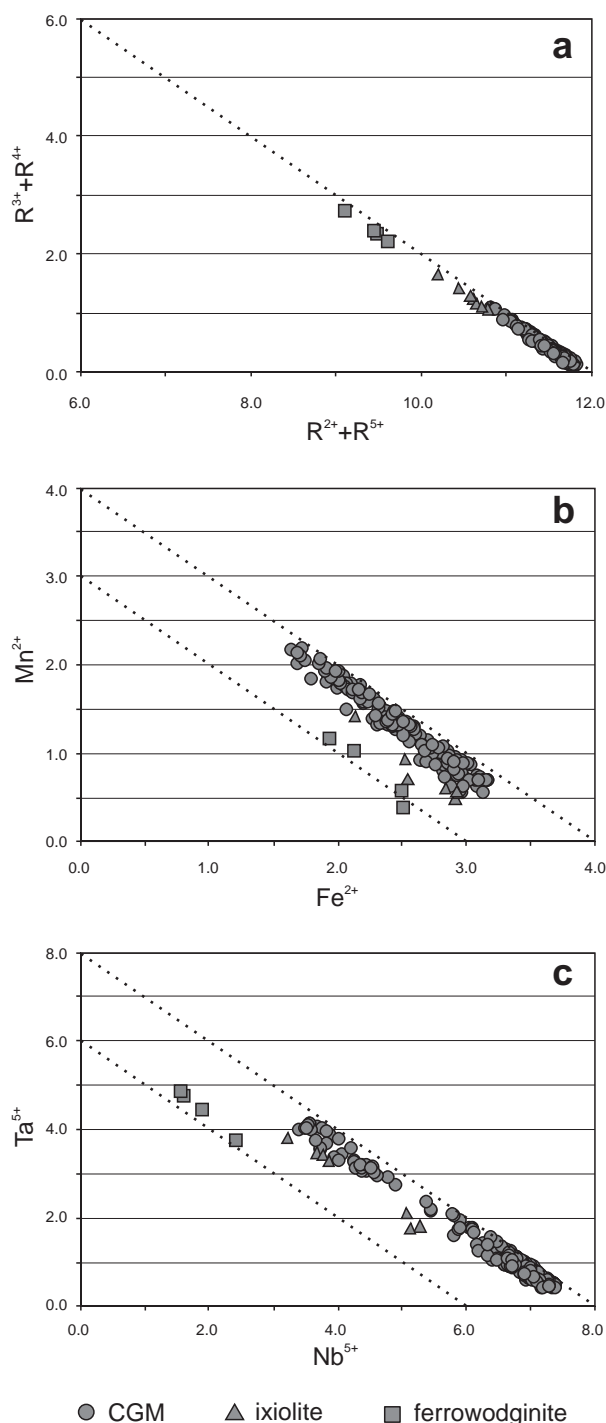 6.0
a
R³⁺+R⁴⁺
4.0
2.0
0.0
6.0 8.0 10.0 12.0
R²⁺+R⁵⁺
4.0
b
3.0
Mn²⁺
2.0
1.0
0.0
0.0 1.0 2.0 3.0 4.0
Fe²⁺
8.0
c
6.0
Ta⁵⁺
4.0
2.0
0.0
0.0 2.0 4.0 6.0 8.0
Nb⁵⁺
CGM ixiolite ferrowodginite